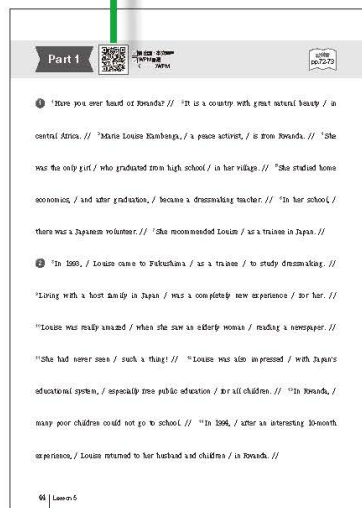 Part 1
pp.72-73
1 ¹Have you ever heard of Rwanda? // ²It is a country with great natural beauty / in
central Africa. // ³Marie Louise Kambenga, / a peace activist, / is from Rwanda. // ⁴She
was the only girl / who graduated from high school / in her village. // ⁵She studied home
economics, / and after graduation, / became a dressmaking teacher. // ⁶In her school, /
there was a Japanese volunteer. // ⁷She recommended Louise / as a trainee in Japan. //
2 ⁸In 1993, / Louise came to Fukushima / as a trainee / to study dressmaking. //
⁹Living with a host family in Japan / was a completely new experience / for her. //
¹⁰Louise was really amazed / when she saw an elderly woman / reading a newspaper. //
¹¹She had never seen / such a thing! // ¹²Louise was also impressed / with Japan's
educational system, / especially free public education / for all children. // ¹³In Rwanda, /
many poor children could not go to school. // ¹⁴In 1994, / after an interesting 10-month
experience, / Louise returned to her husband and children / in Rwanda. //
Lesson 6